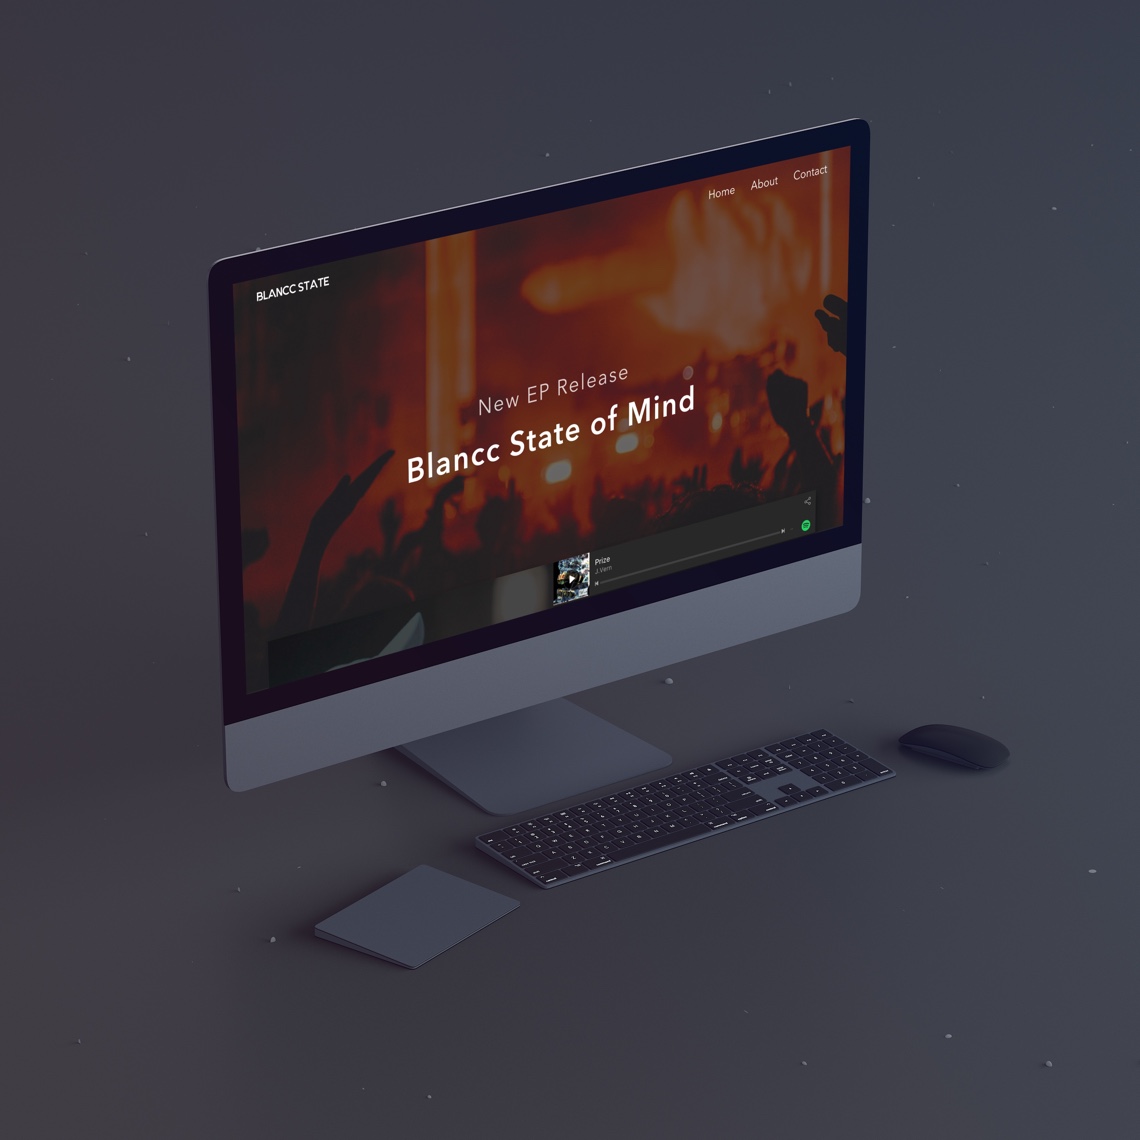 Home About Contact
BLANCC STATE
New EP Release
Blancc State of Mind
Prize
J.Vern